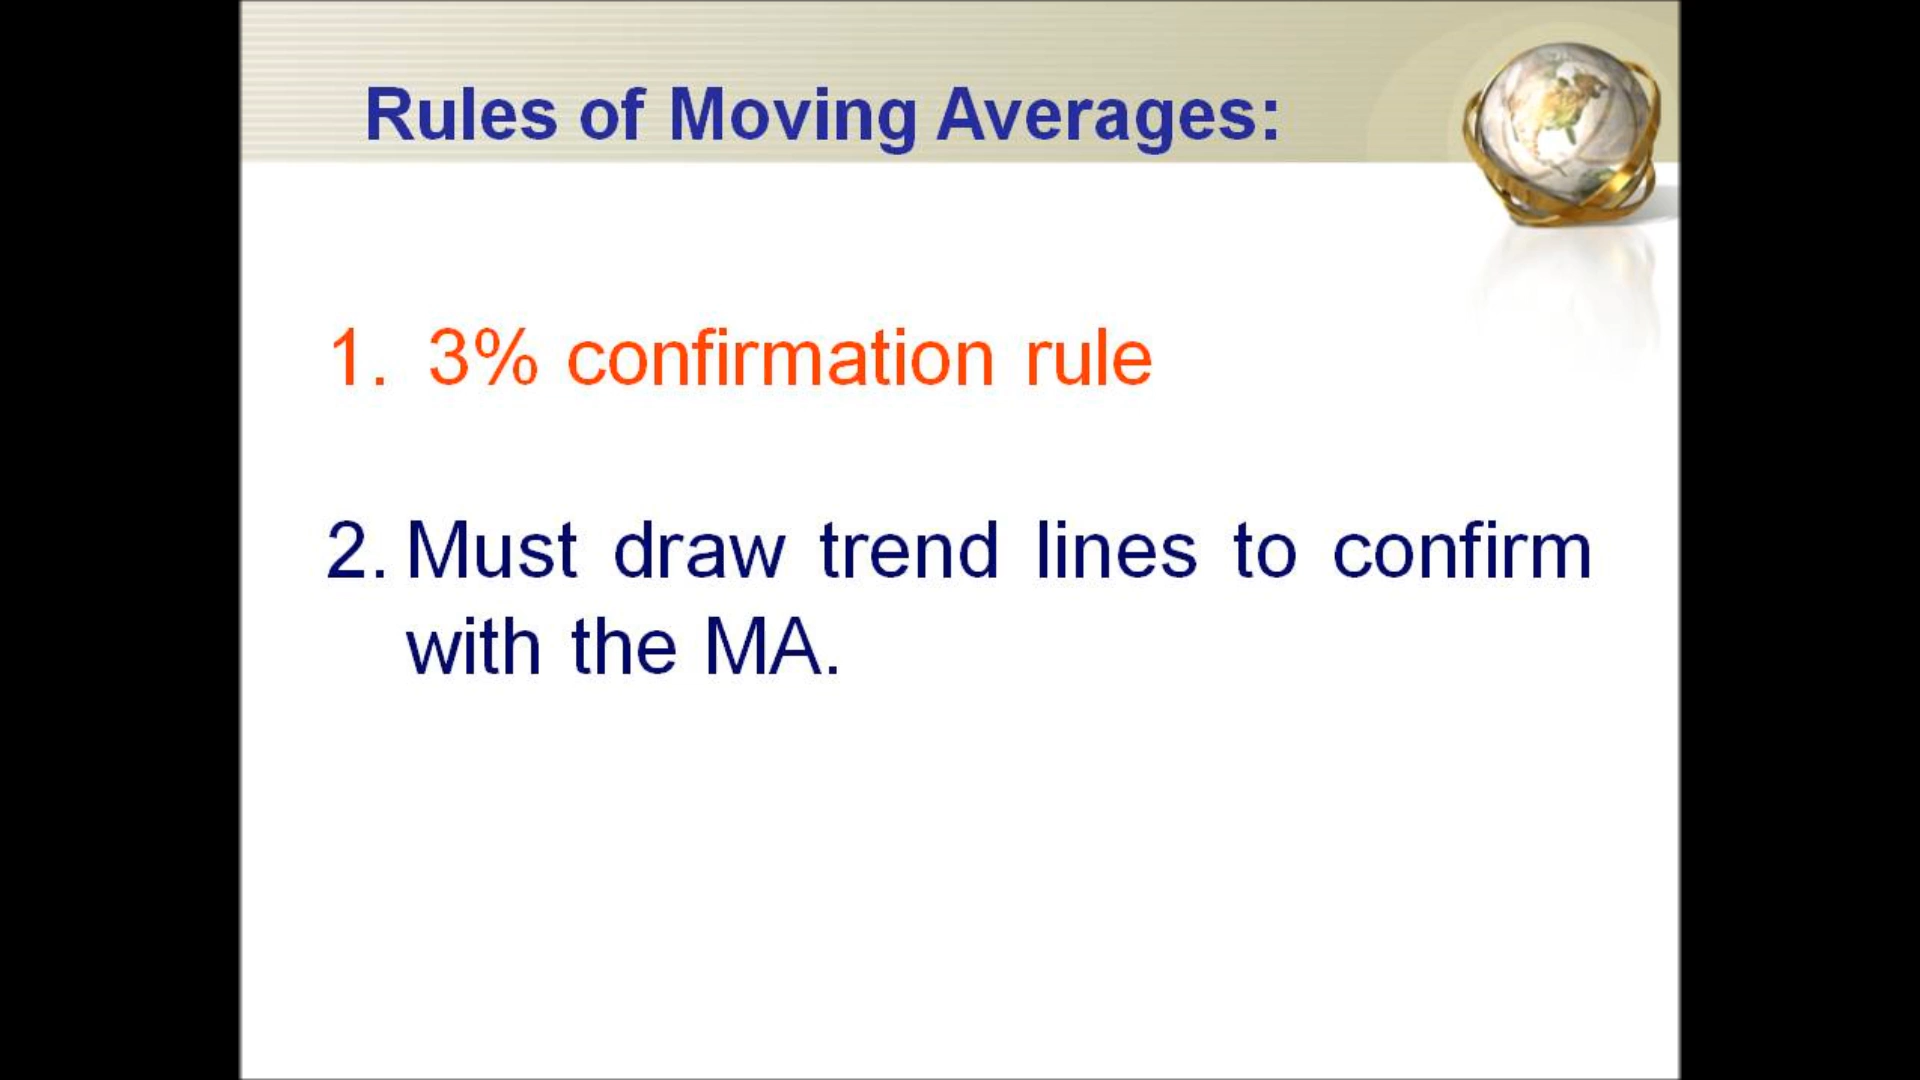 Rules of Moving Averages:
1. 3% confirmation rule
2. Must draw trend lines to confirm
with the MA.